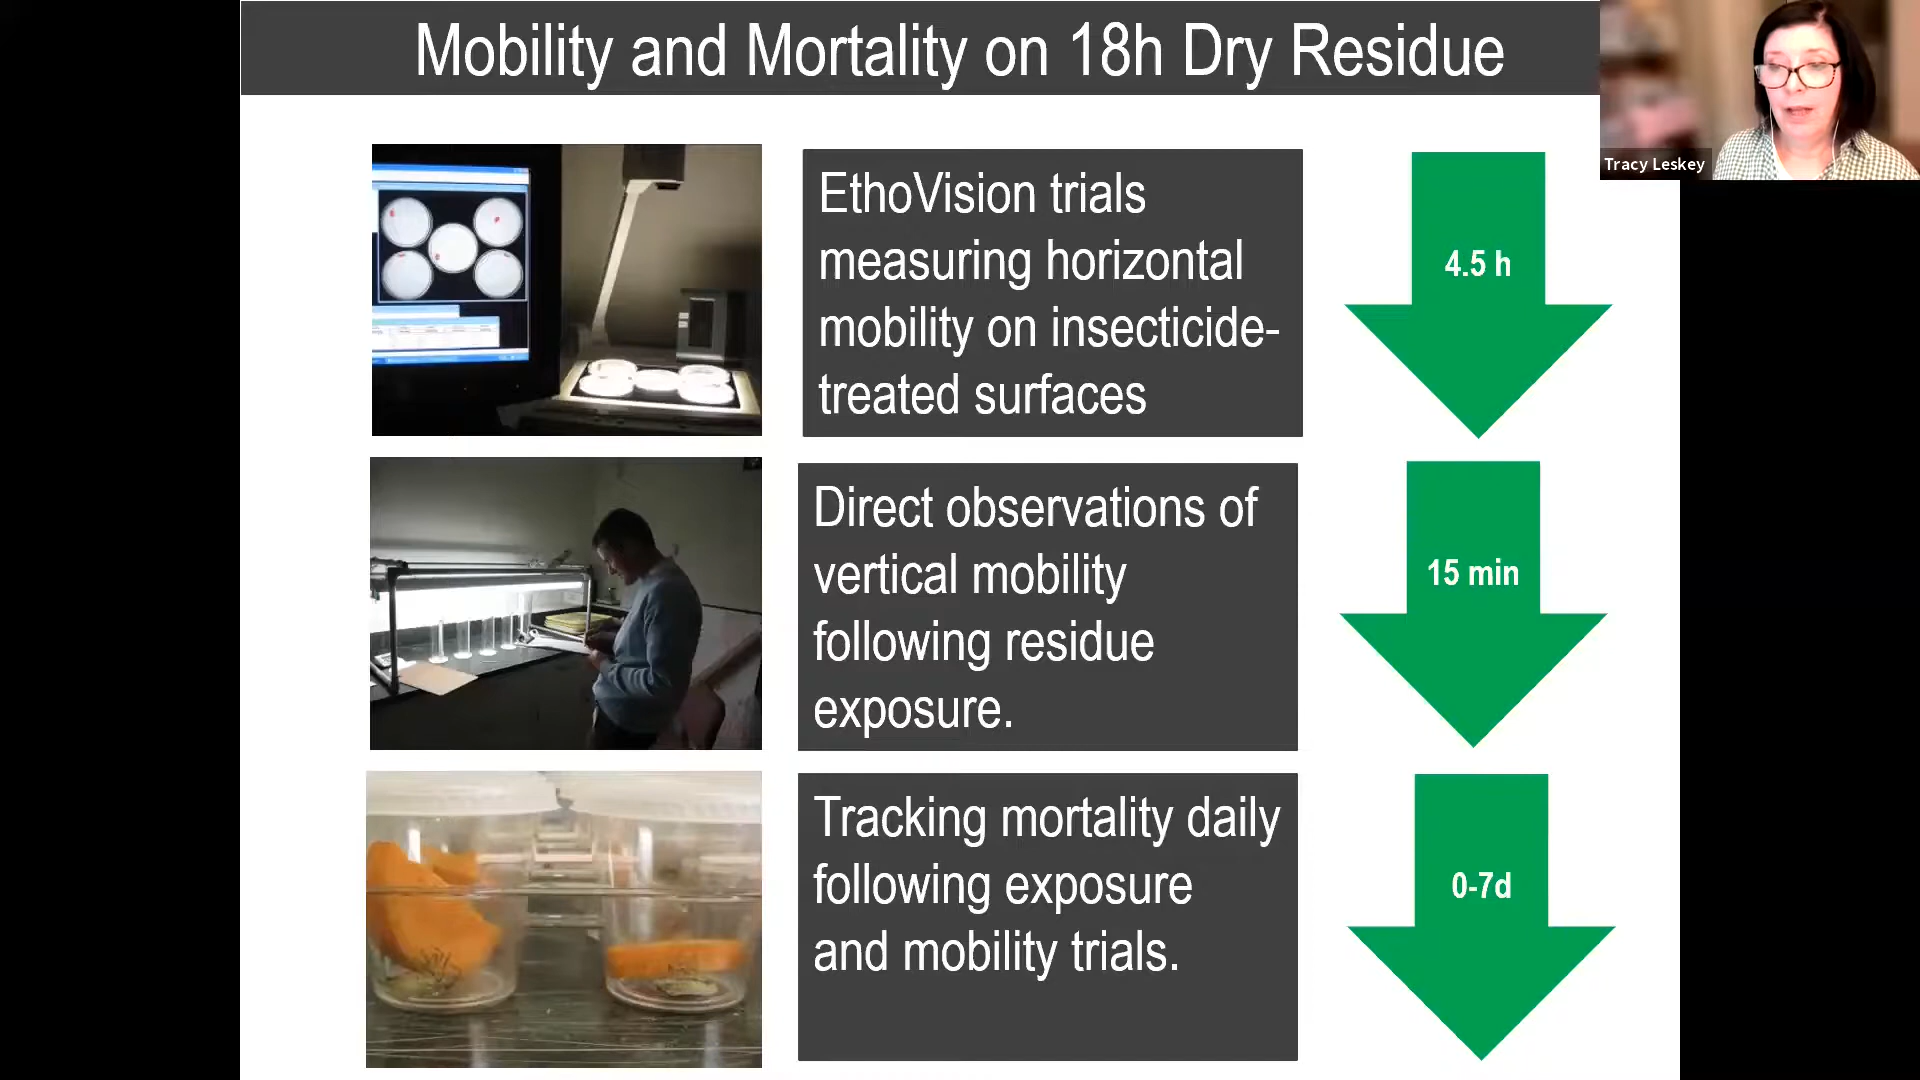 Mobility and Mortality on 18h Dry Residue
Tracy Leskey
EthoVision trials
measuring horizontal
mobility on insecticide-
treated surfaces
4.5 h
Direct observations of
vertical mobility
following residue
exposure.
15 min
Tracking mortality daily
following exposure
and mobility trials.
0-7d